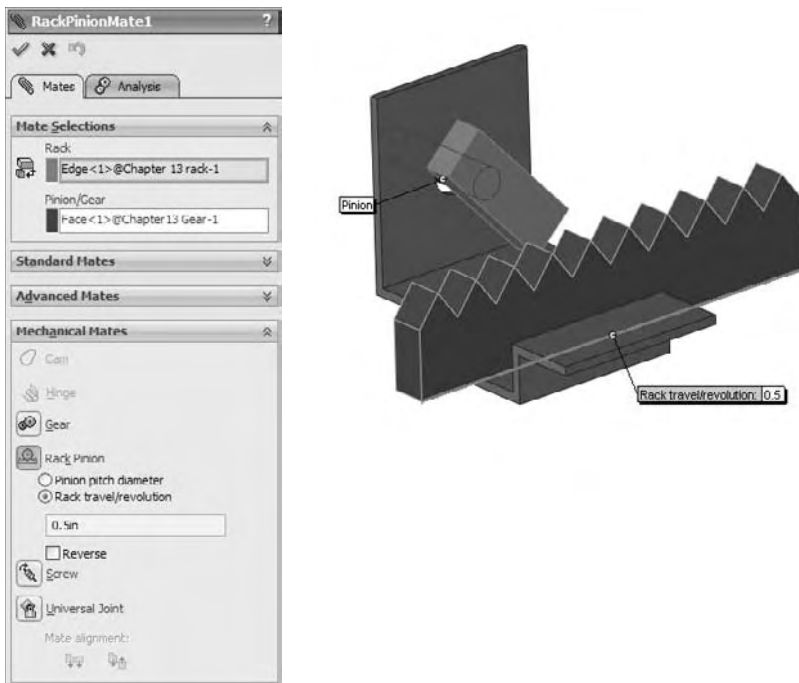 RackPinionMate1 ?
Mates Analysis
Mate Selections
Rack
Edge<1>@Chapter 13 rack-1
Pinion/Gear
Face<1>@Chapter13 Gear-1
Standard Mates
Advanced Mates
Mechanical Mates
Cam
Hinge
Gear
Rack Pinion
Pinion pitch diameter
Rack travel/revolution
0.5in
Reverse
Screw
Universal Joint
Mate alignment:
Pinion
Rack travel/revolution: 0.5